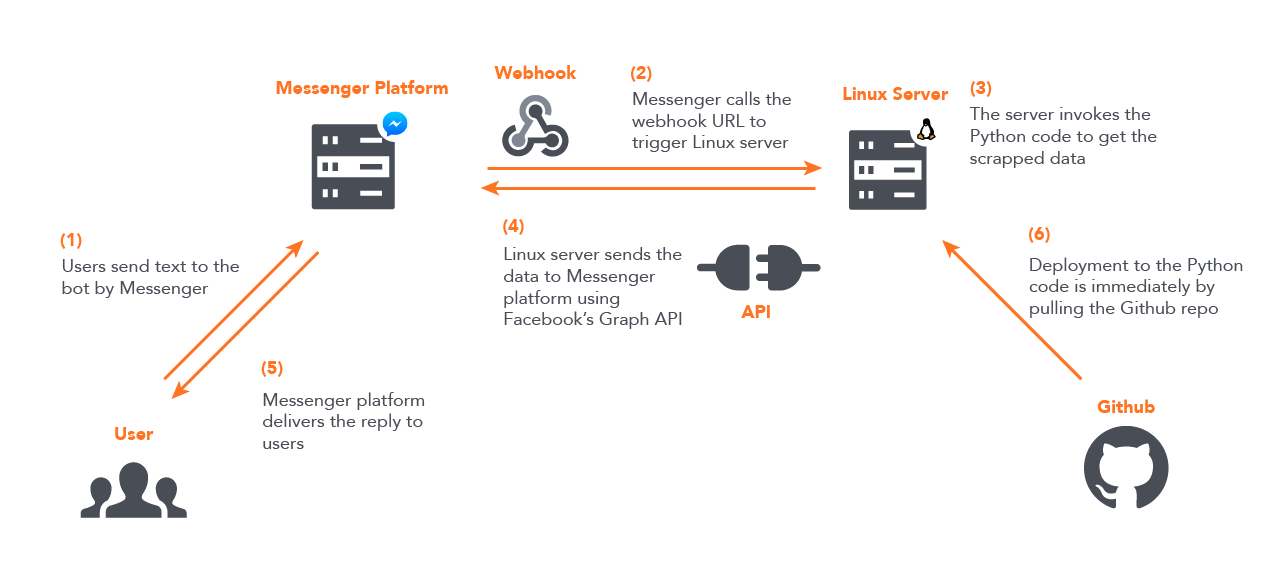 Messenger Platform
Webhook
(2)
Messenger calls the
webhook URL to
trigger Linux server
Linux Server
(3)
The server invokes the
Python code to get the
scrapped data
(1)
Users send text to the
bot by Messenger
(4)
Linux server sends the
data to Messenger
platform using
Facebook's Graph API
API
(6)
Deployment to the Python
code is immediately by
pulling the Github repo
(5)
Messenger platform
delivers the reply to
users
User
Github